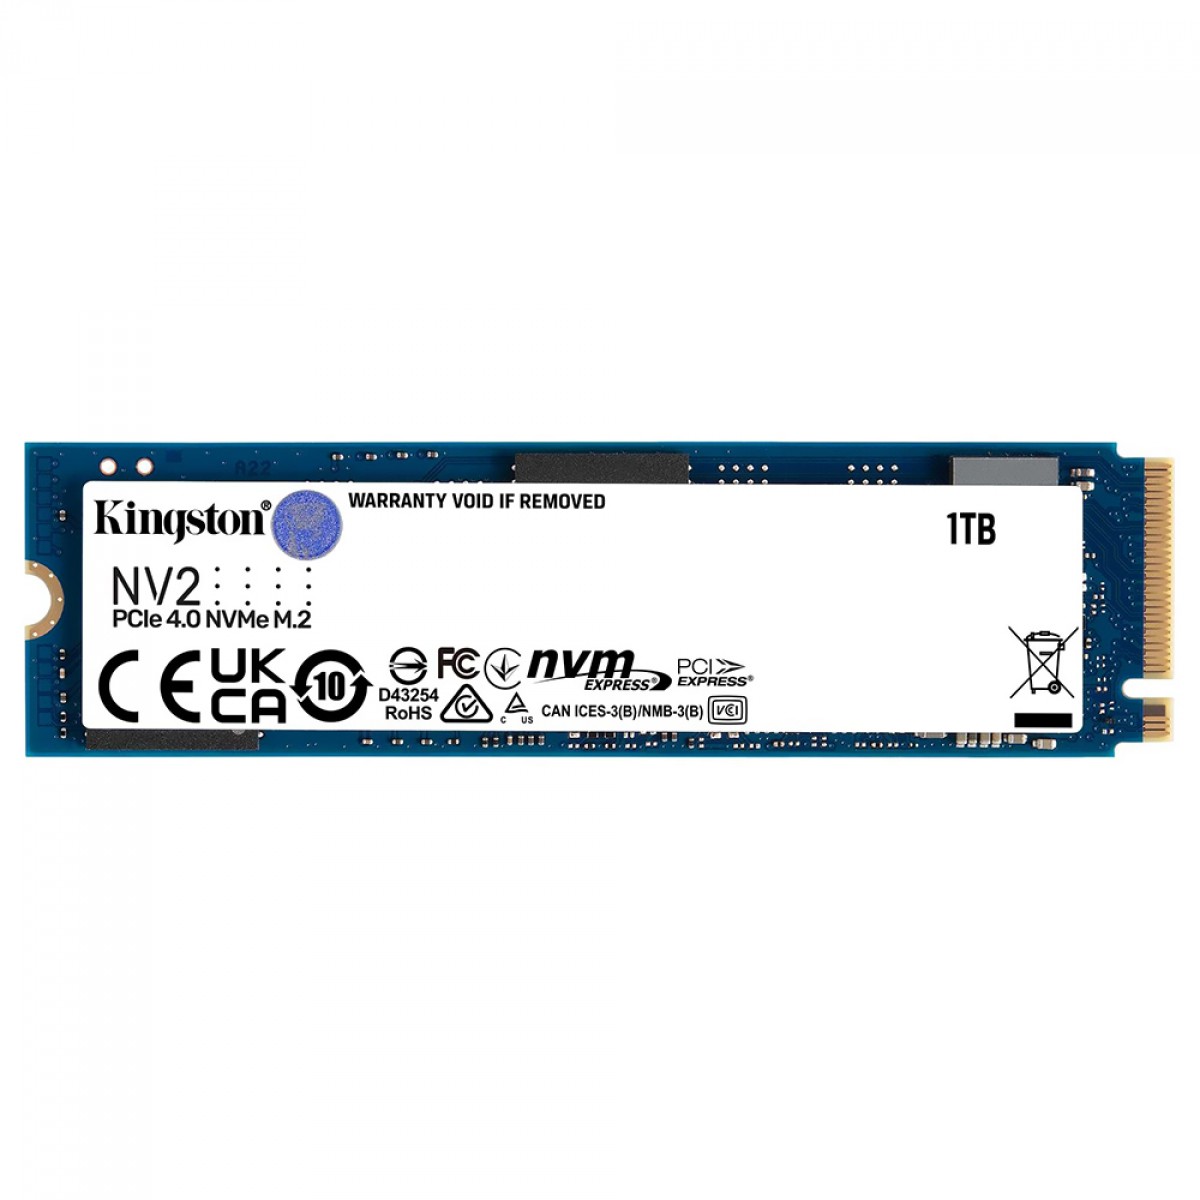 822
Kingston®
WARRANTY VOID IF REMOVED
1TB
NV2
PCIe 4.0 NVMe M.2
CE
UK
CA
10
D43254
RoHS
FC
nvm
EXPRESS
PCI
EXPRESS®
C US
CAN ICES-3(B)/NMB-3(B)
VCI